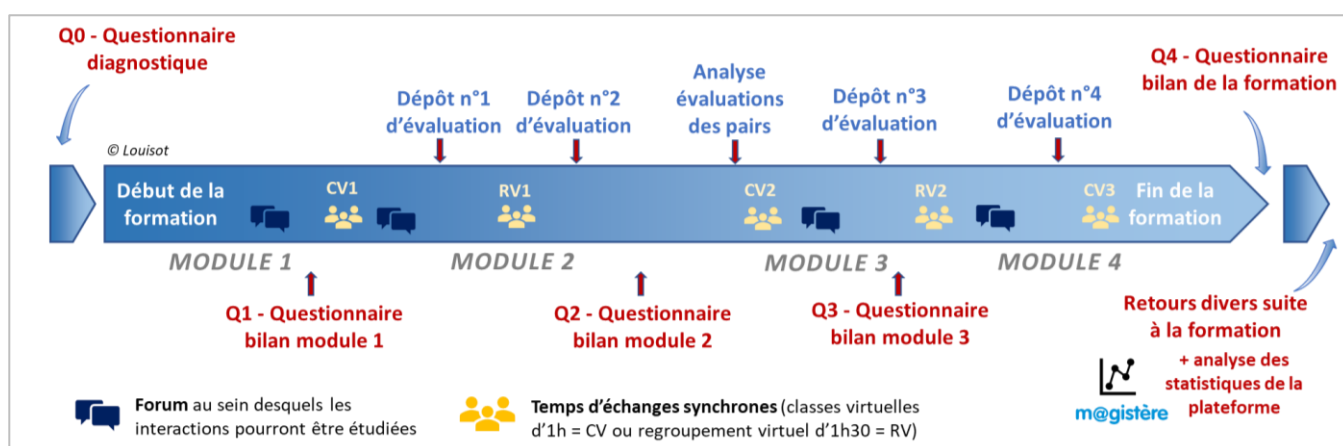 Q0 - Questionnaire
diagnostique
Q4 - Questionnaire
bilan de la formation
Dépôt n°1
d'évaluation
Dépôt n°2
d'évaluation
Analyse
évaluations
des pairs
Dépôt n°3
d'évaluation
Dépôt n°4
d'évaluation
© Louisot
Début de la
formation
CV1
RV1
CV2
RV2
CV3
Fin de la
formation
MODULE 1
MODULE 2
MODULE 3
MODULE 4
Q1 - Questionnaire
bilan module 1
Q2 - Questionnaire
bilan module 2
Q3 - Questionnaire
bilan module 3
Retours divers suite
à la formation
+ analyse des
statistiques de la
plateforme
m@gistère
Forum au sein desquels les
interactions pourront être étudiées
Temps d'échanges synchrones (classes virtuelles
d'1h = CV ou regroupement virtuel d'1h30 = RV)